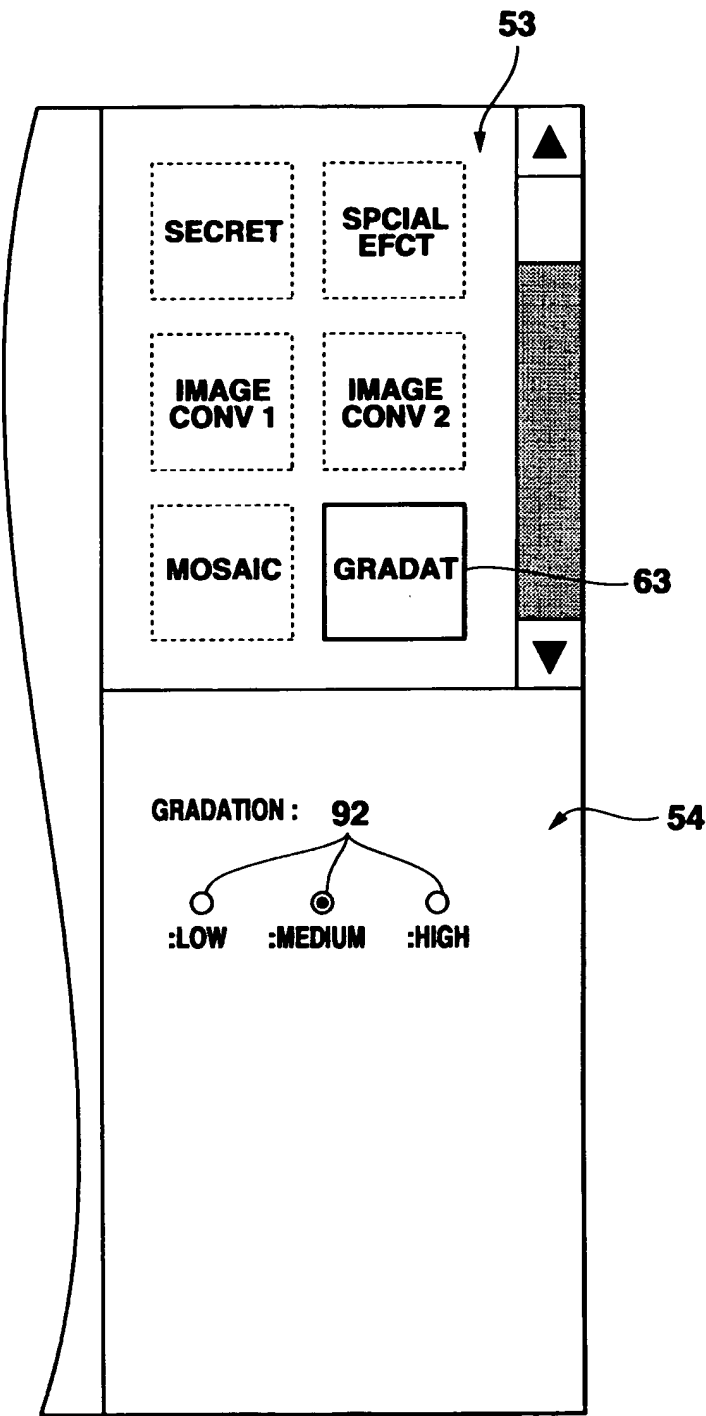 53
SECRET
SPCIAL
EFCT
IMAGE
CONV 1
IMAGE
CONV 2
MOSAIC
GRADAT
63
GRADATION :
92
54
:LOW
:MEDIUM
:HIGH